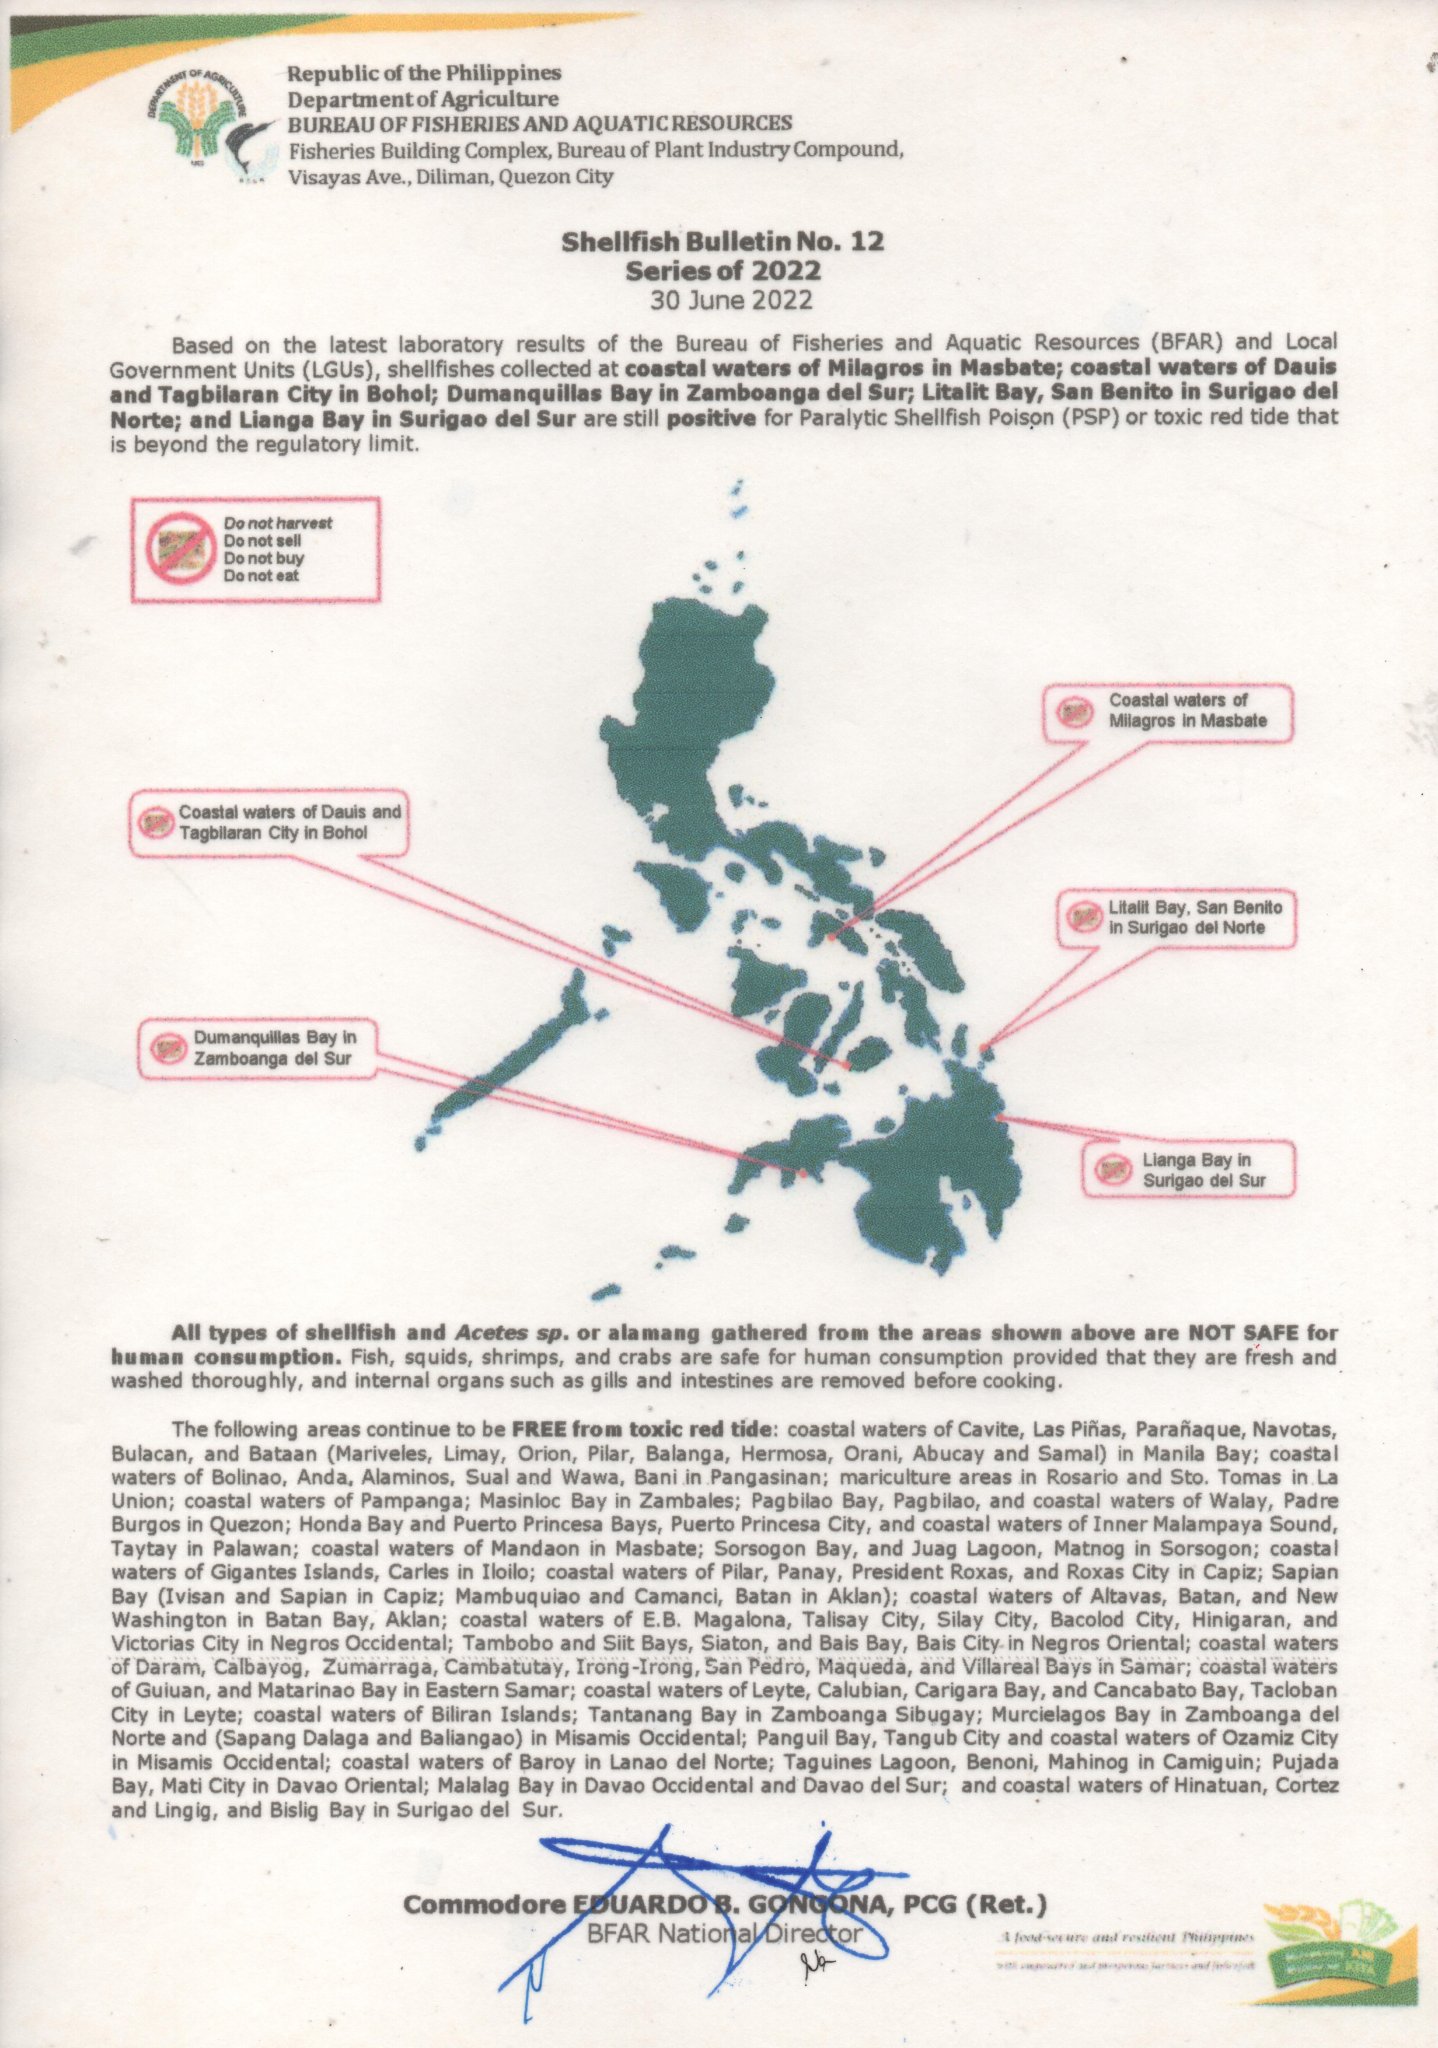 DEPARTMENT OF AGRICULTURE
Republic of the Philippines
Department of Agriculture
BUREAU OF FISHERIES AND AQUATIC RESOURCES
Fisheries Building Complex, Bureau of Plant Industry Compound,
Visayas Ave., Diliman, Quezon City
Shellfish Bulletin No. 12
Series of 2022
30 June 2022
Based on the latest laboratory results of the Bureau of Fisheries and Aquatic Resources (BFAR) and Local
Government Units (LGUs), shellfishes collected at coastal waters of Milagros in Masbate; coastal waters of Dauis
and Tagbilaran City in Bohol; Dumanquillas Bay in Zamboanga del Sur; Litalit Bay, San Benito in Surigao del
Norte; and Lianga Bay in Surigao del Sur are still positive for Paralytic Shellfish Poison (PSP) or toxic red tide that
is beyond the regulatory limit.
Do not harvest
Do not sell
Do not buy
Do not eat
Coastal waters of
Milagros in Masbate
Coastal waters of Dauis and
Tagbilaran City in Bohol
Litalit Bay, San Benito
in Surigao del Norte
Dumanquillas Bay in
Zamboanga del Sur
Lianga Bay in
Surigao del Sur
All types of shellfish and Acetes sp. or alamang gathered from the areas shown above are NOT SAFE for
human consumption. Fish, squids, shrimps, and crabs are safe for human consumption provided that they are fresh and
washed thoroughly, and internal organs such as gills and intestines are removed before cooking.
The following areas continue to be FREE from toxic red tide: coastal waters of Cavite, Las Piñas, Parañaque, Navotas,
Bulacan, and Bataan (Mariveles, Limay, Orion, Pilar, Balanga, Hermosa, Orani, Abucay and Samal) in Manila Bay; coastal
waters of Bolinao, Anda, Alaminos, Sual and Wawa, Bani in Pangasinan; mariculture areas in Rosario and Sto. Tomas in La
Union; coastal waters of Pampanga; Masinloc Bay in Zambales; Pagbilao Bay, Pagbilao, and coastal waters of Walay, Padre
Burgos in Quezon; Honda Bay and Puerto Princesa Bays, Puerto Princesa City, and coastal waters of Inner Malampaya Sound,
Taytay in Palawan; coastal waters of Mandaon in Masbate; Sorsogon Bay, and Juag Lagoon, Matnog in Sorsogon; coastal
waters of Gigantes Islands, Carles in Iloilo; coastal waters of Pilar, Panay, President Roxas, and Roxas City in Capiz; Sapian
Bay (Ivisan and Sapian in Capiz; Mambuquiao and Camanci, Batan in Aklan); coastal waters of Altavas, Batan, and New
Washington in Batan Bay, Aklan; coastal waters of E.B. Magalona, Talisay City, Silay City, Bacolod City, Hinigaran, and
Victorias City in Negros Occidental; Tambobo and Siit Bays, Siaton, and Bais Bay, Bais City in Negros Oriental; coastal waters
of Daram, Calbayog, Zumarraga, Cambatutay, Irong-Irong, San Pedro, Maqueda, and Villareal Bays in Samar; coastal waters
of Guiuan, and Matarinao Bay in Eastern Samar; coastal waters of Leyte, Calubian, Carigara Bay, and Cancabato Bay, Tacloban
City in Leyte; coastal waters of Biliran Islands; Tantanang Bay in Zamboanga Sibugay; Murcielagos Bay in Zamboanga del
Norte and (Sapang Dalaga and Baliangao) in Misamis Occidental; Panguil Bay, Tangub City and coastal waters of Ozamiz City
in Misamis Occidental; coastal waters of Baroy in Lanao del Norte; Taguines Lagoon, Benoni, Mahinog in Camiguin; Pujada
Bay, Mati City in Davao Oriental; Malalag Bay in Davao Occidental and Davao del Sur; and coastal waters of Hinatuan, Cortez
and Lingig, and Bislig Bay in Surigao del Sur.
Commodore EDUARDO B. GONGONA, PCG (Ret.)
BFAR National Director
A food-secure and resilient Philippines
with empowered and prosperous farmers and fisherfolk